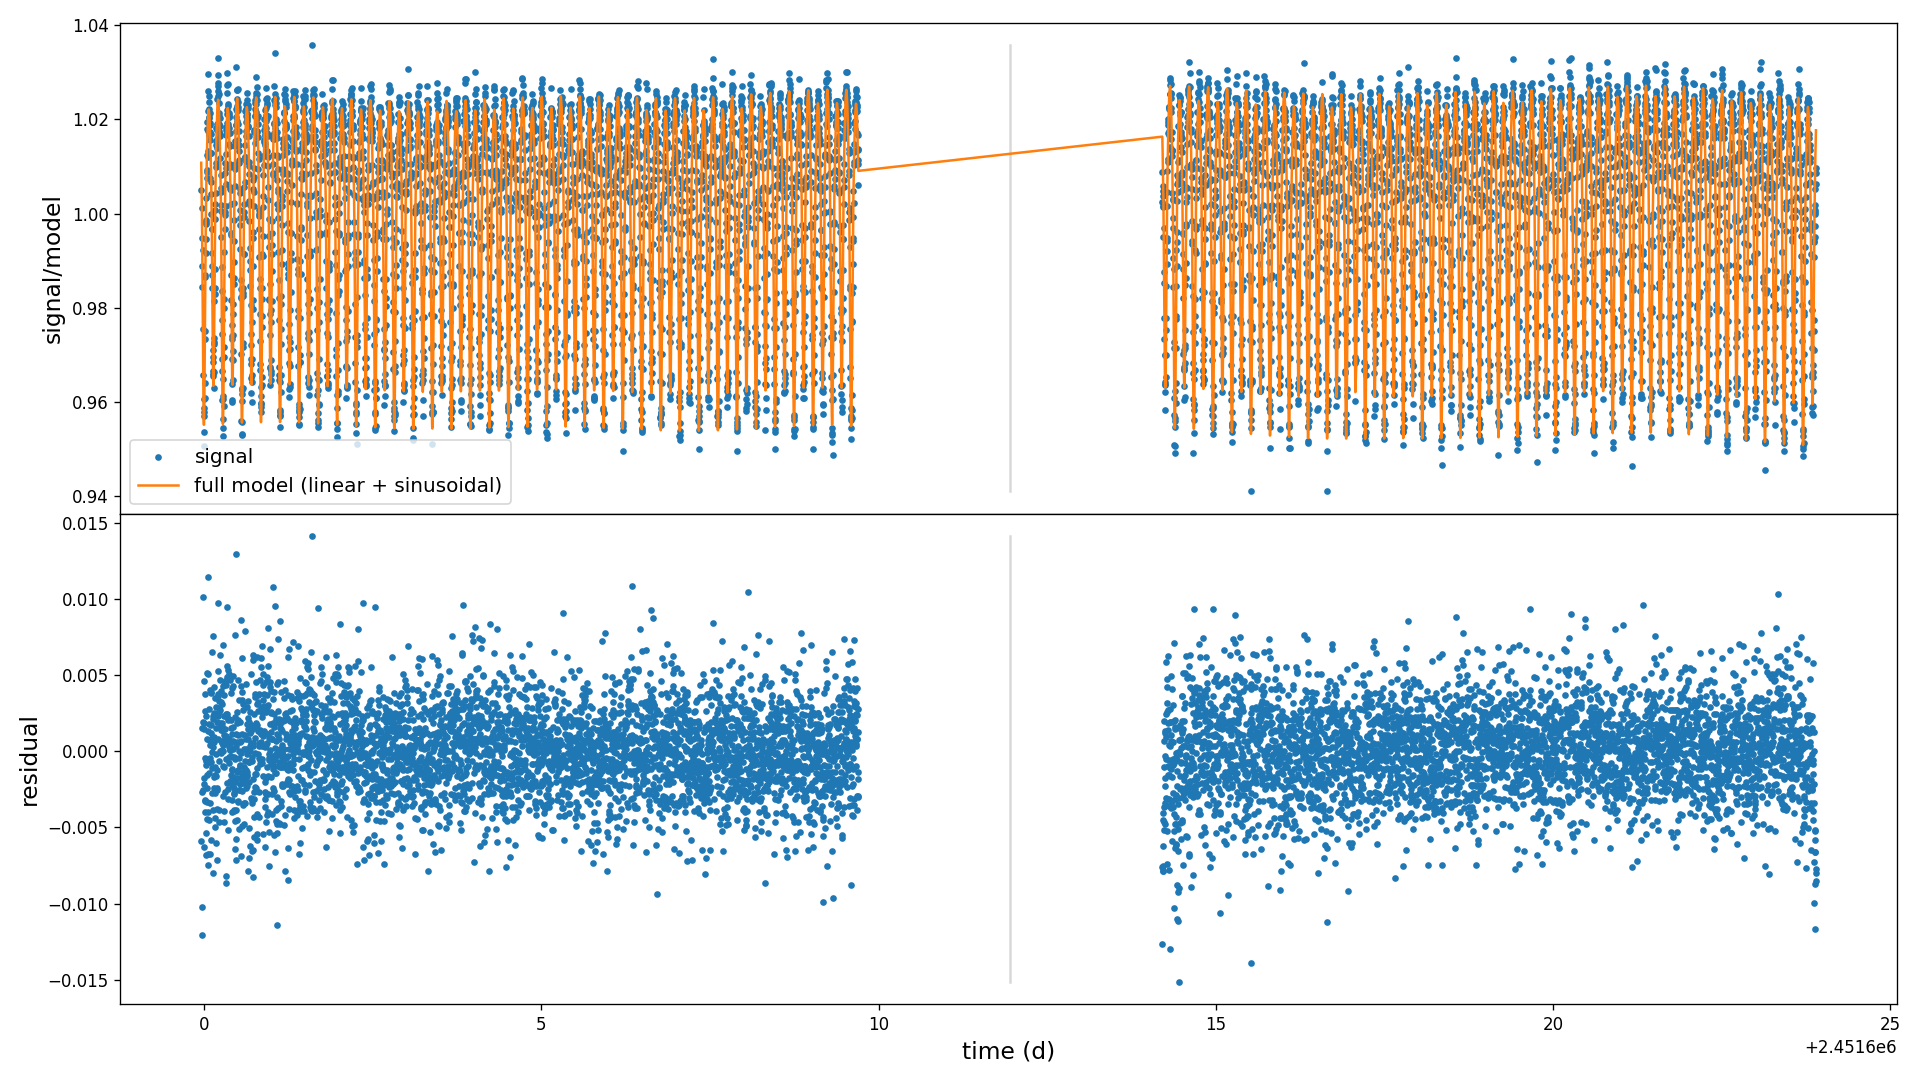 1.04
1.02
1.00
0.98
0.96
0.94
signal/model
signal
full model (linear + sinusoidal)
0.015
0.010
0.005
0.000
−0.005
−0.010
−0.015
residual
0 5 10 15 20 25
time (d)
+2.4516e6